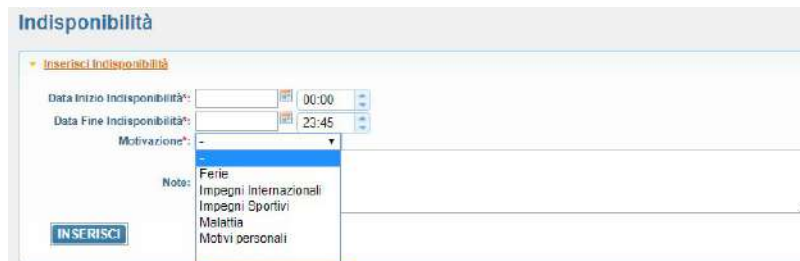 Indisponibilità
Inserisci Indisponibilità
Data Inizio Indisponibilità*: 00:00
Data Fine Indisponibilità*: 23:45
Motivazione*: -
-
Ferie
Note:
Impegni Internazionali
Impegni Sportivi
Malattia
Motivi personali
INSERISCI